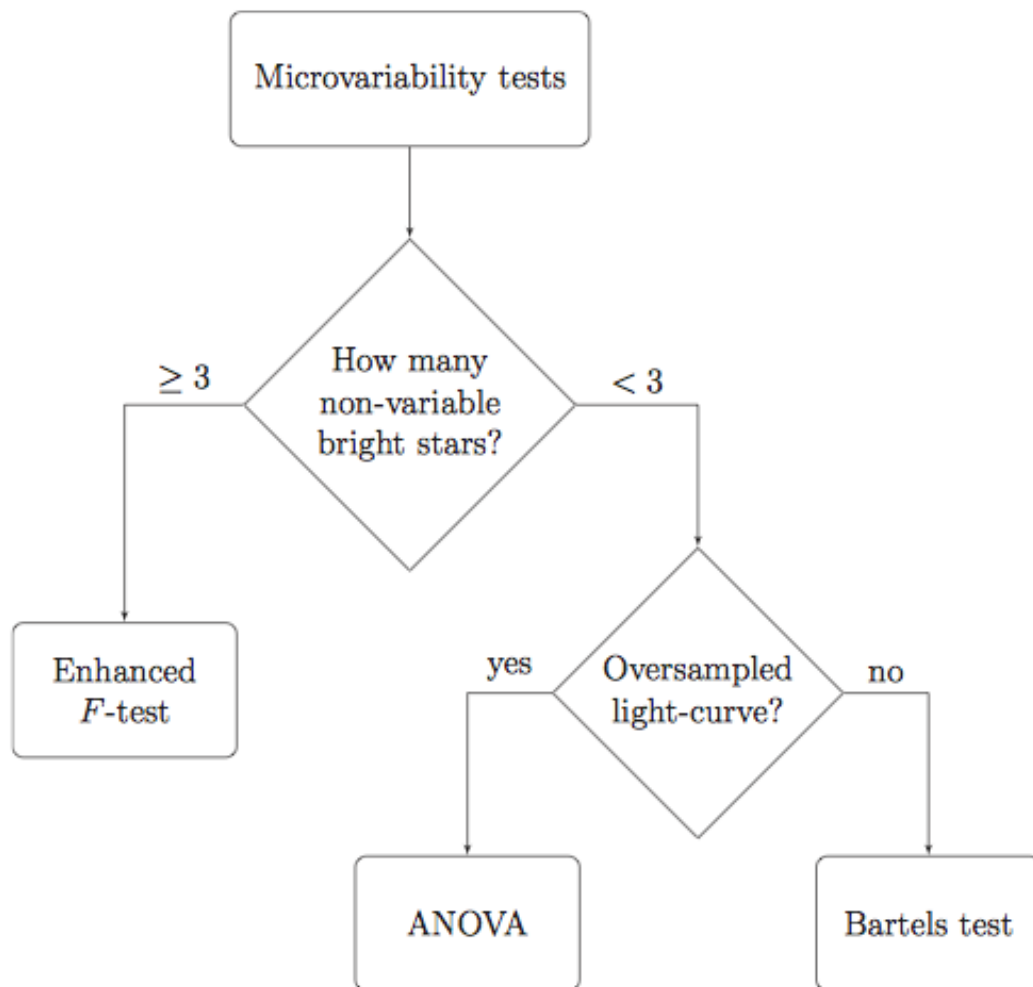 Microvariability tests
How many
non-variable
bright stars?
≥ 3
< 3
Enhanced
F-test
Oversampled
light-curve?
yes
no
ANOVA
Bartels test